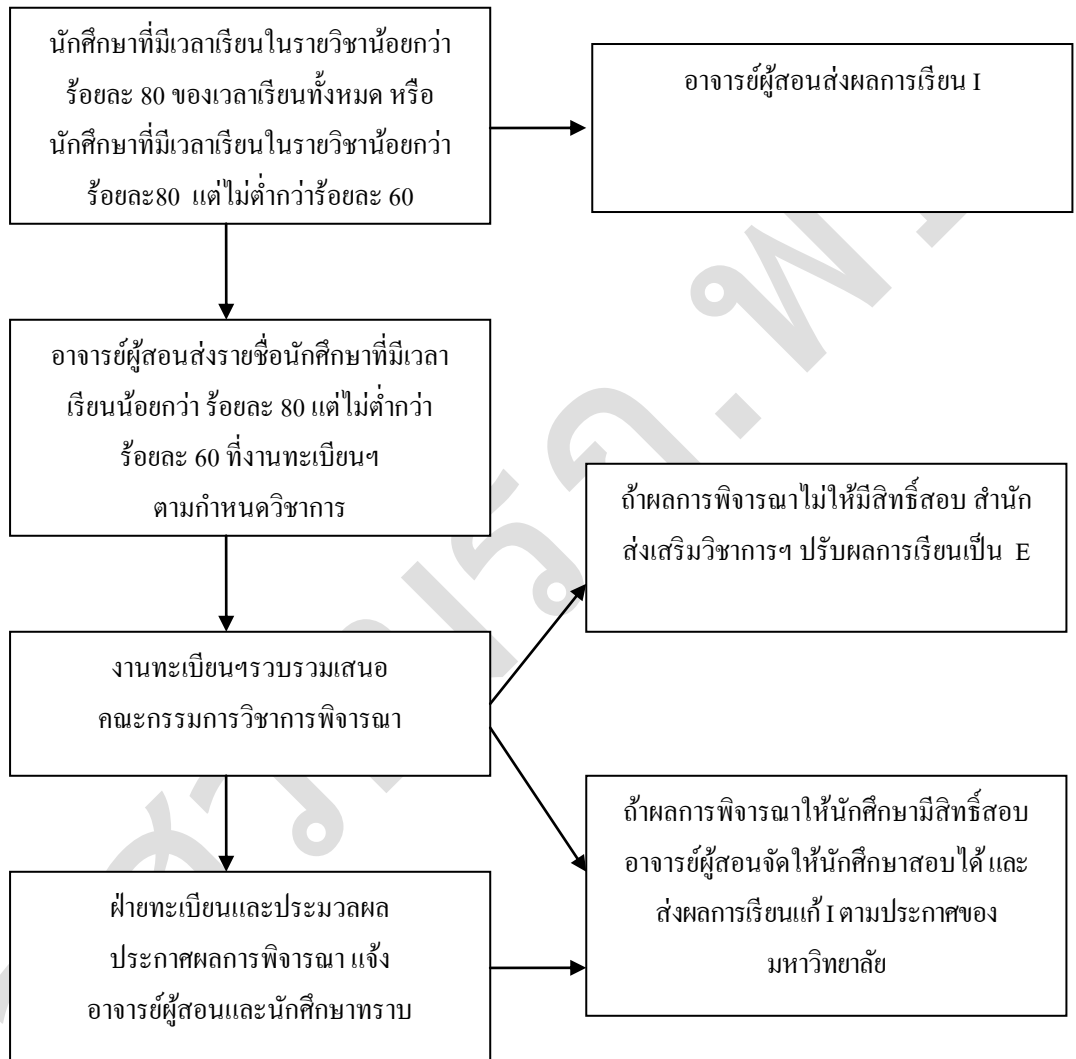 นักศึกษาที่มีเวลาเรียนในรายวิชาน้อยกว่า
ร้อยละ 80 ของเวลาเรียนทั้งหมด หรือ
นักศึกษาที่มีเวลาเรียนในรายวิชาน้อยกว่า
ร้อยละ80 แต่ไม่ต่ำกว่าร้อยละ 60
อาจารย์ผู้สอนส่งผลการเรียน I
อาจารย์ผู้สอนส่งรายชื่อนักศึกษาที่มีเวลา
เรียนน้อยกว่า ร้อยละ 80 แต่ไม่ต่ำกว่า
ร้อยละ 60 ที่งานทะเบียนฯ
ตามกำหนดวิชาการ
ถ้าผลการพิจารณาไม่ให้มีสิทธิ์สอบ สำนัก
ส่งเสริมวิชาการฯ ปรับผลการเรียนเป็น E
งานทะเบียนฯรวบรวมเสนอ
คณะกรรมการวิชาการพิจารณา
ถ้าผลการพิจารณาให้นักศึกษามีสิทธิ์สอบ
อาจารย์ผู้สอนจัดให้นักศึกษาสอบได้ และ
ส่งผลการเรียนแก้ I ตามประกาศของ
มหาวิทยาลัย
ฝ่ายทะเบียนและประมวลผล
ประกาศผลการพิจารณา แจ้ง
อาจารย์ผู้สอนและนักศึกษาทราบ